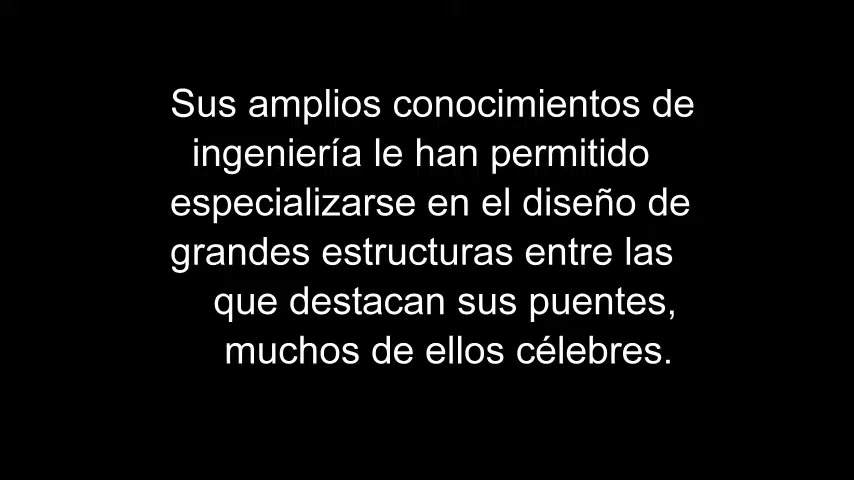 Sus amplios conocimientos de
ingeniería le han permitido
especializarse en el diseño de
grandes estructuras entre las
que destacan sus puentes,
muchos de ellos célebres.